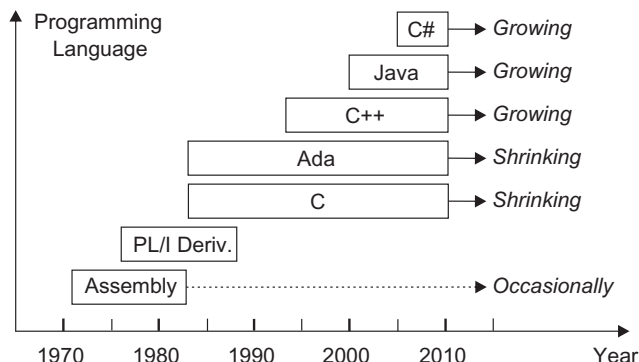 Programming
Language
C# Growing
Java Growing
C++ Growing
Ada Shrinking
C Shrinking
PL/I Deriv.
Assembly Occasionally
1970 1980 1990 2000 2010 Year